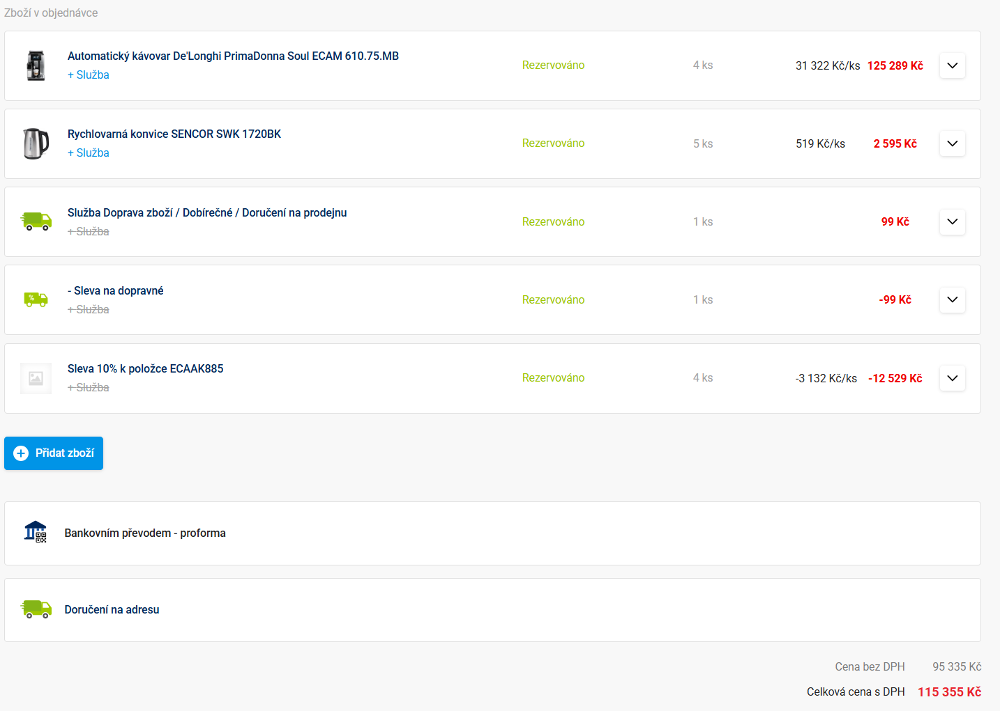 Zboží v objednávce
Automatický kávovar De'Longhi PrimaDonna Soul ECAM 610.75.MB
+ Služba
Rezervováno 4 ks 31 322 Kč/ks 125 289 Kč
Rychlovarná konvice SENCOR SWK 1720BK
+ Služba
Rezervováno 5 ks 519 Kč/ks 2 595 Kč
Služba Doprava zboží / Dobírečné / Doručení na prodejnu
+ Služba
Rezervováno 1 ks 99 Kč
- Sleva na dopravné
+ Služba
Rezervováno 1 ks -99 Kč
Sleva 10% k položce ECAAK885
+ Služba
Rezervováno 4 ks -3 132 Kč/ks -12 529 Kč
Přidat zboží
Bankovním převodem - proforma
Doručení na adresu
Cena bez DPH 95 335 Kč
Celková cena s DPH 115 355 Kč